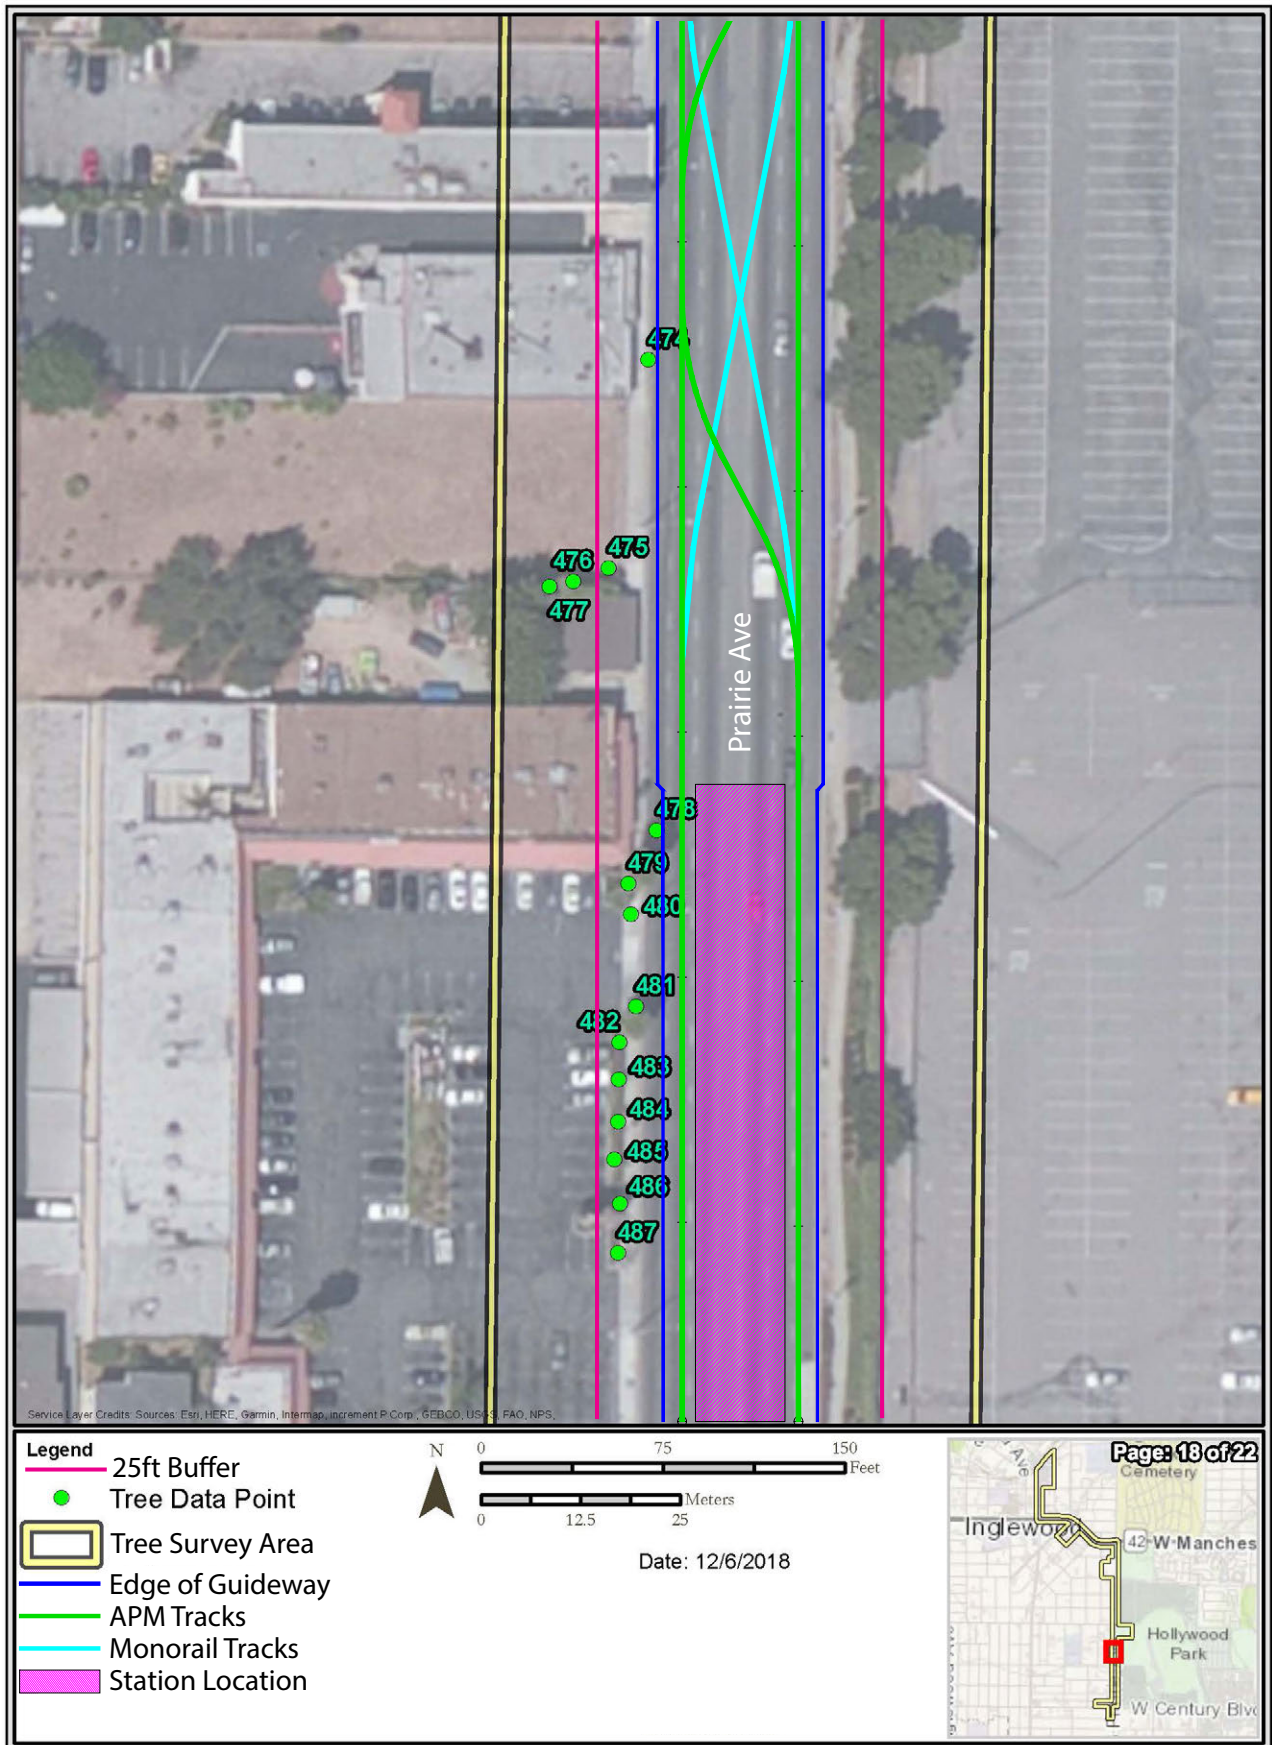 474
475
476
477
Prairie Ave
478
479
480
481
482
483
484
485
486
487
Service Layer Credits: Sources: Esri, HERE, Garmin, Intermap, increment P Corp., GEBCO, USGS, FAO, NPS,
Legend
25ft Buffer
Tree Data Point
Tree Survey Area
Edge of Guideway
APM Tracks
Monorail Tracks
Station Location
N
0 75 150
Feet
Meters
0 12.5 25
Date: 12/6/2018
Page: 18 of 22
Ave
Cemetery
Inglewood
42 W Manches
Hollywood
Park
W Century Blv